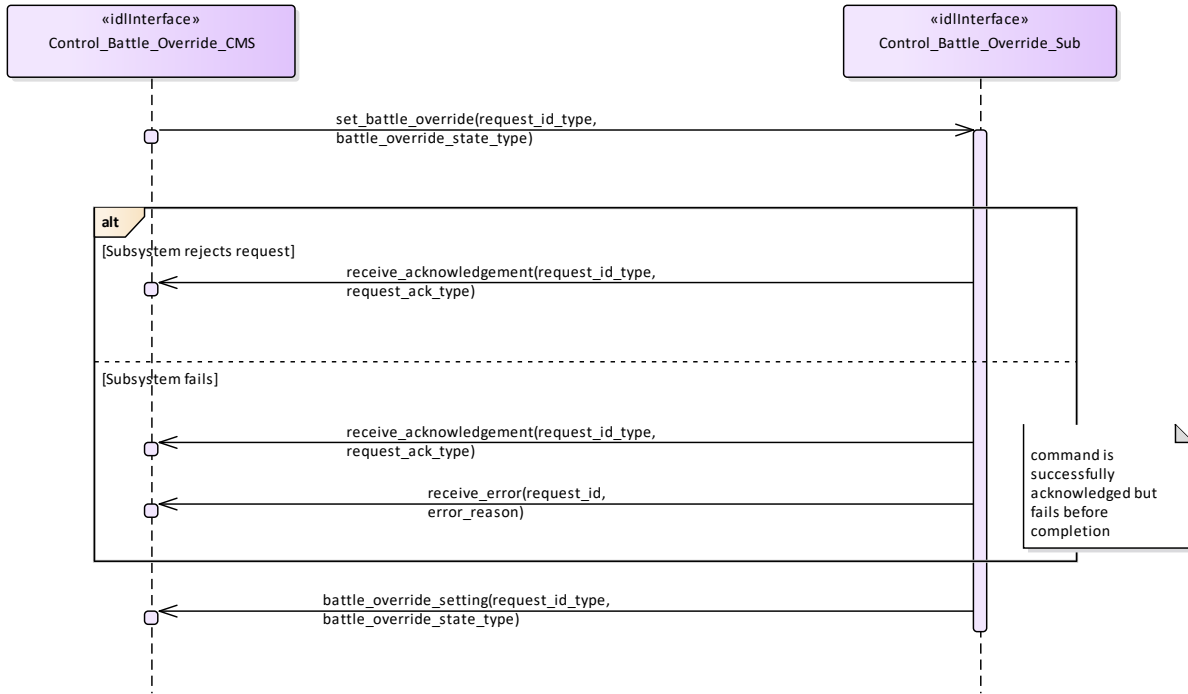 «idlInterface»
Control_Battle_Override_CMS
«idlInterface»
Control_Battle_Override_Sub
set_battle_override(request_id_type,
battle_override_state_type)
alt
[Subsystem rejects request]
receive_acknowledgement(request_id_type,
request_ack_type)
[Subsystem fails]
receive_acknowledgement(request_id_type,
request_ack_type)
command is
successfully
acknowledged but
fails before
completion
receive_error(request_id,
error_reason)
battle_override_setting(request_id_type,
battle_override_state_type)